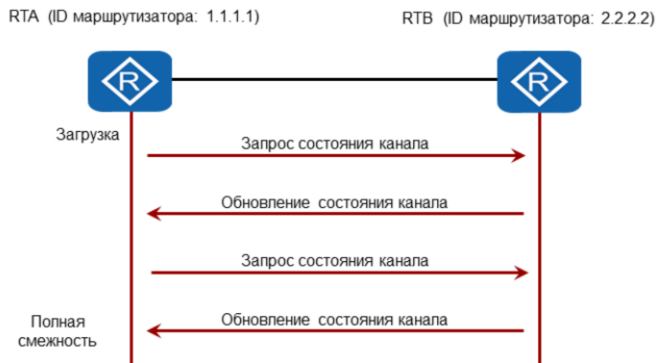 RTA (ID маршрутизатора: 1.1.1.1)
RTB (ID маршрутизатора: 2.2.2.2)
R
R
Загрузка
Запрос состояния канала
Обновление состояния канала
Запрос состояния канала
Обновление состояния канала
Полная
смежность